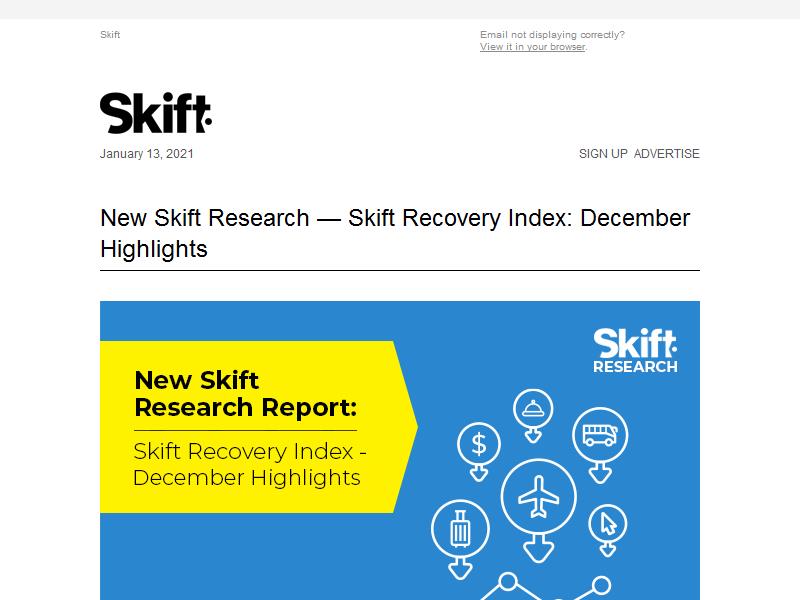 Skift
Email not displaying correctly?
View it in your browser.
Skift
January 13, 2021
SIGN UP ADVERTISE
New Skift Research — Skift Recovery Index: December
Highlights
Skift
RESEARCH
New Skift
Research Report:
Skift Recovery Index -
December Highlights
$